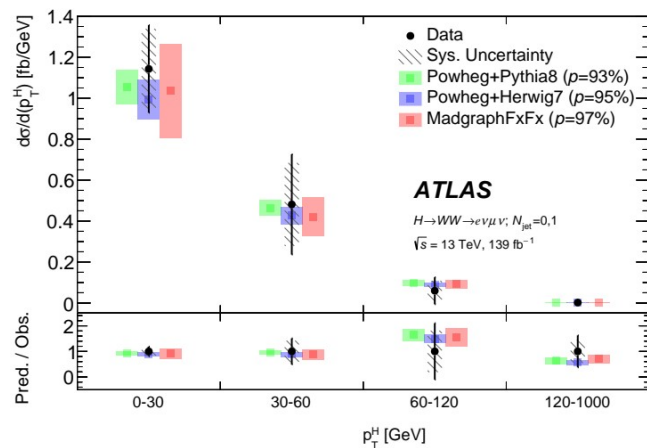 dσ/d(p_T^H) [fb/GeV]
1.4
1.2
1
0.8
0.6
0.4
0.2
0
Data
Sys. Uncertainty
Powheg+Pythia8 (p=93%)
Powheg+Herwig7 (p=95%)
MadgraphFxFx (p=97%)
ATLAS
H→WW→eνμν; N_jet=0,1
√s = 13 TeV, 139 fb⁻¹
Pred. / Obs.
2
1
0
0-30 30-60 60-120 120-1000
p_T^H [GeV]